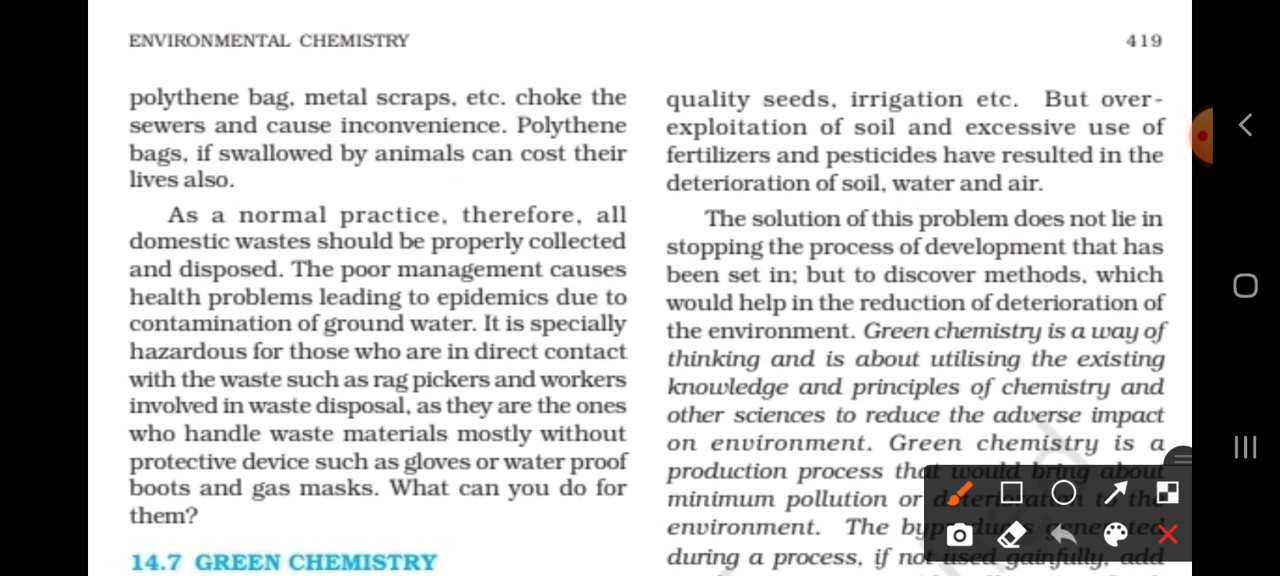 ENVIRONMENTAL CHEMISTRY
419
polythene bag, metal scraps, etc. choke the
sewers and cause inconvenience. Polythene
bags, if swallowed by animals can cost their
lives also.
As a normal practice, therefore, all
domestic wastes should be properly collected
and disposed. The poor management causes
health problems leading to epidemics due to
contamination of ground water. It is specially
hazardous for those who are in direct contact
with the waste such as rag pickers and workers
involved in waste disposal, as they are the ones
who handle waste materials mostly without
protective device such as gloves or water proof
boots and gas masks. What can you do for
them?
14.7 GREEN CHEMISTRY
quality seeds, irrigation etc. But over-
exploitation of soil and excessive use of
fertilizers and pesticides have resulted in the
deterioration of soil, water and air.
The solution of this problem does not lie in
stopping the process of development that has
been set in; but to discover methods, which
would help in the reduction of deterioration of
the environment. Green chemistry is a way of
thinking and is about utilising the existing
knowledge and principles of chemistry and
other sciences to reduce the adverse impact
on environment. Green chemistry is a
production process that would bring about
minimum pollution or deterioration to the
environment. The byproducts generated
during a process, if not used gainfully, add